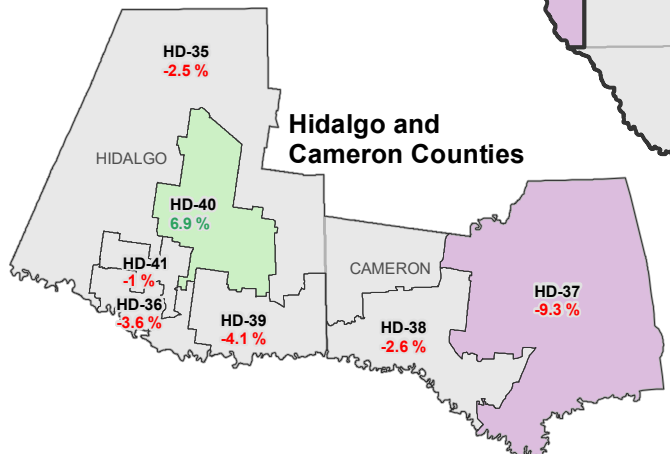 HD-35
-2.5 %
Hidalgo and
Cameron Counties
HIDALGO
HD-40
6.9 %
HD-41
-1 %
CAMERON
HD-36
-3.6 %
HD-39
-4.1 %
HD-38
-2.6 %
HD-37
-9.3 %